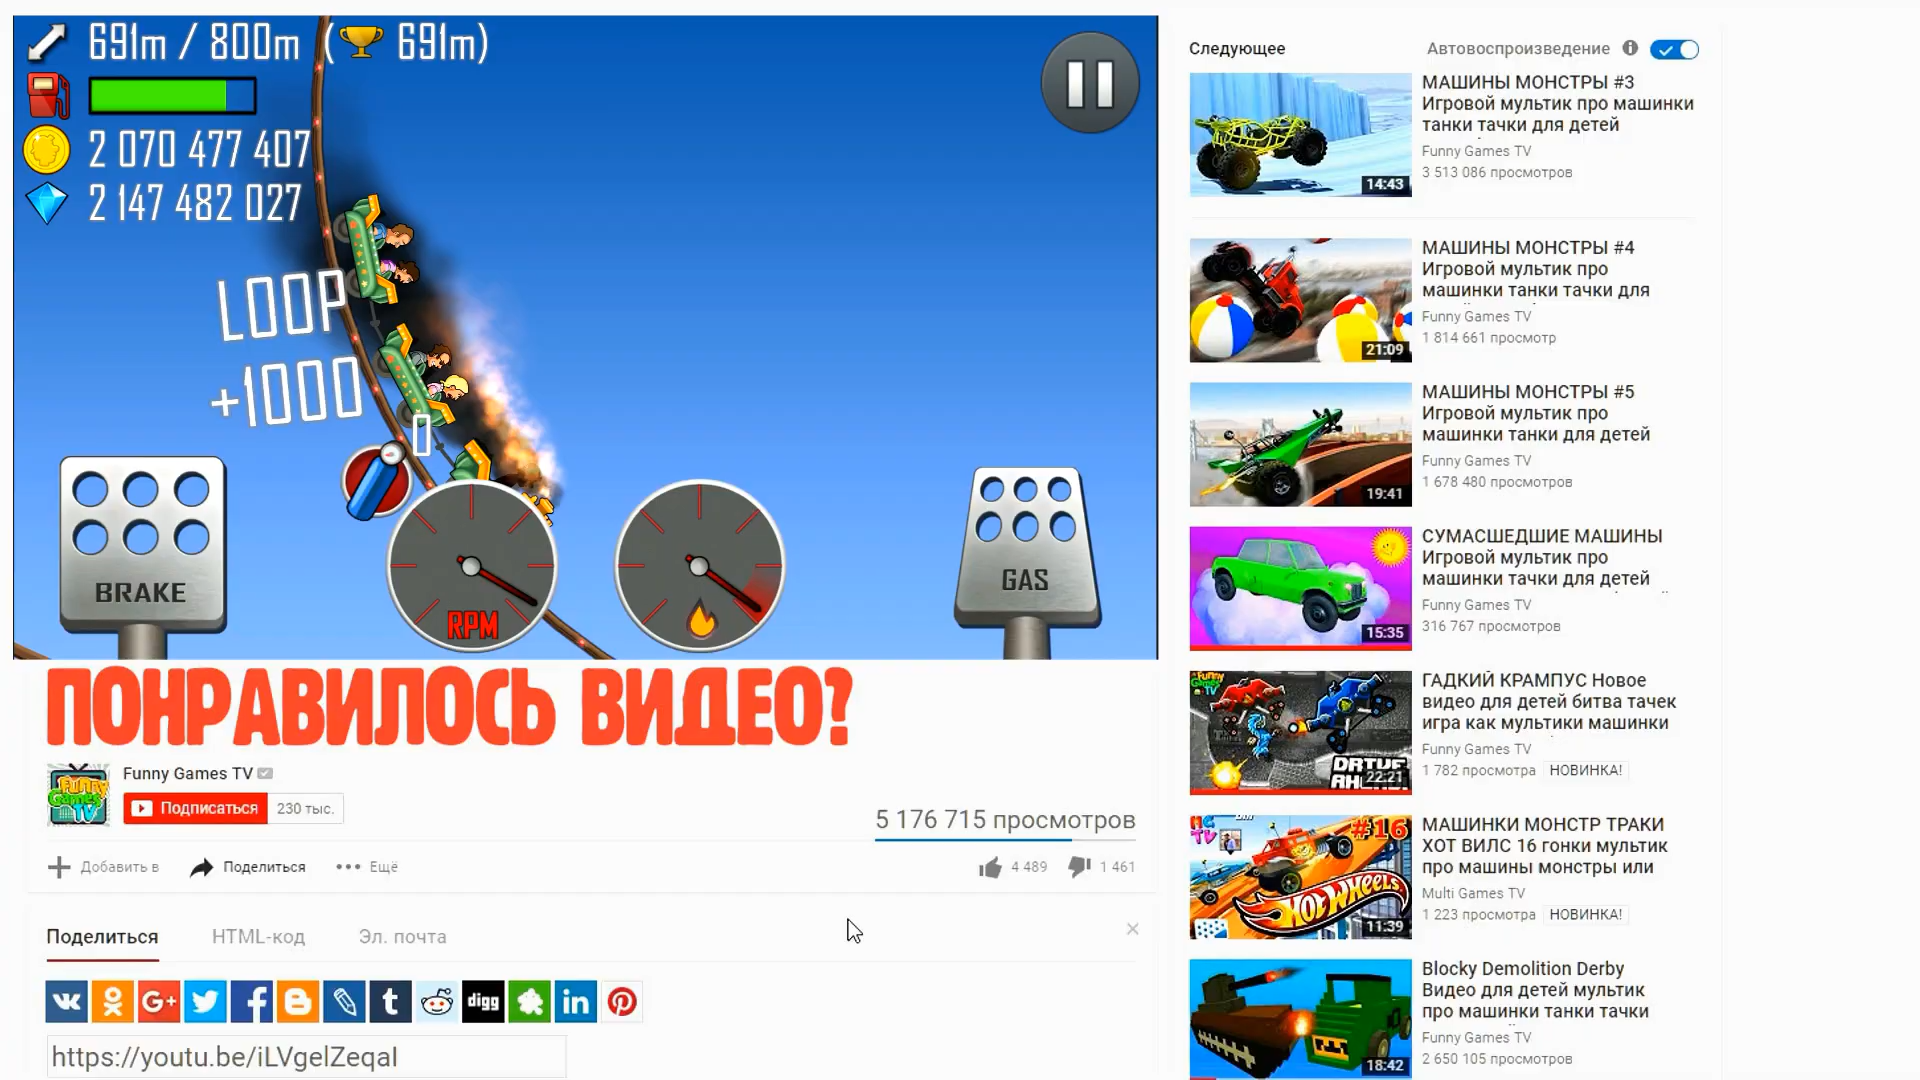 691m / 800m (691m)
2 070 477 407
2 147 482 027
LOOP
+1000
0
BRAKE
RPM
GAS
ПОНРАВИЛОСЬ ВИДЕО?
Funny Games TV
Подписаться 230 тыс.
5 176 715 просмотров
Добавить в Поделиться Ещё
4 489 1 461
Поделиться HTML-код Эл. почта
digg
https://youtu.be/iLVgelZeqaI
Следующее Автовоспроизведение
МАШИНЫ МОНСТРЫ #3
Игровой мультик про машинки
танки тачки для детей
Funny Games TV
3 513 086 просмотров
14:43
МАШИНЫ МОНСТРЫ #4
Игровой мультик про
машинки танки тачки для
Funny Games TV
1 814 661 просмотр
21:09
МАШИНЫ МОНСТРЫ #5
Игровой мультик про
машинки танки для детей
Funny Games TV
1 678 480 просмотров
19:41
СУМАСШЕДШИЕ МАШИНЫ
Игровой мультик про
машинки тачки для детей
Funny Games TV
316 767 просмотров
15:35
ГАДКИЙ КРАМПУС Новое
видео для детей битва тачек
игра как мультики машинки
Funny Games TV
1 782 просмотра НОВИНКА!
22:21
МАШИНКИ МОНСТР ТРАКИ
ХОТ ВИЛС 16 гонки мультик
про машины монстры или
Multi Games TV
1 223 просмотра НОВИНКА!
#16
HOT WHEELS
11:39
Blocky Demolition Derby
Видео для детей мультик
про машинки танки тачки
Funny Games TV
2 650 105 просмотров
18:42